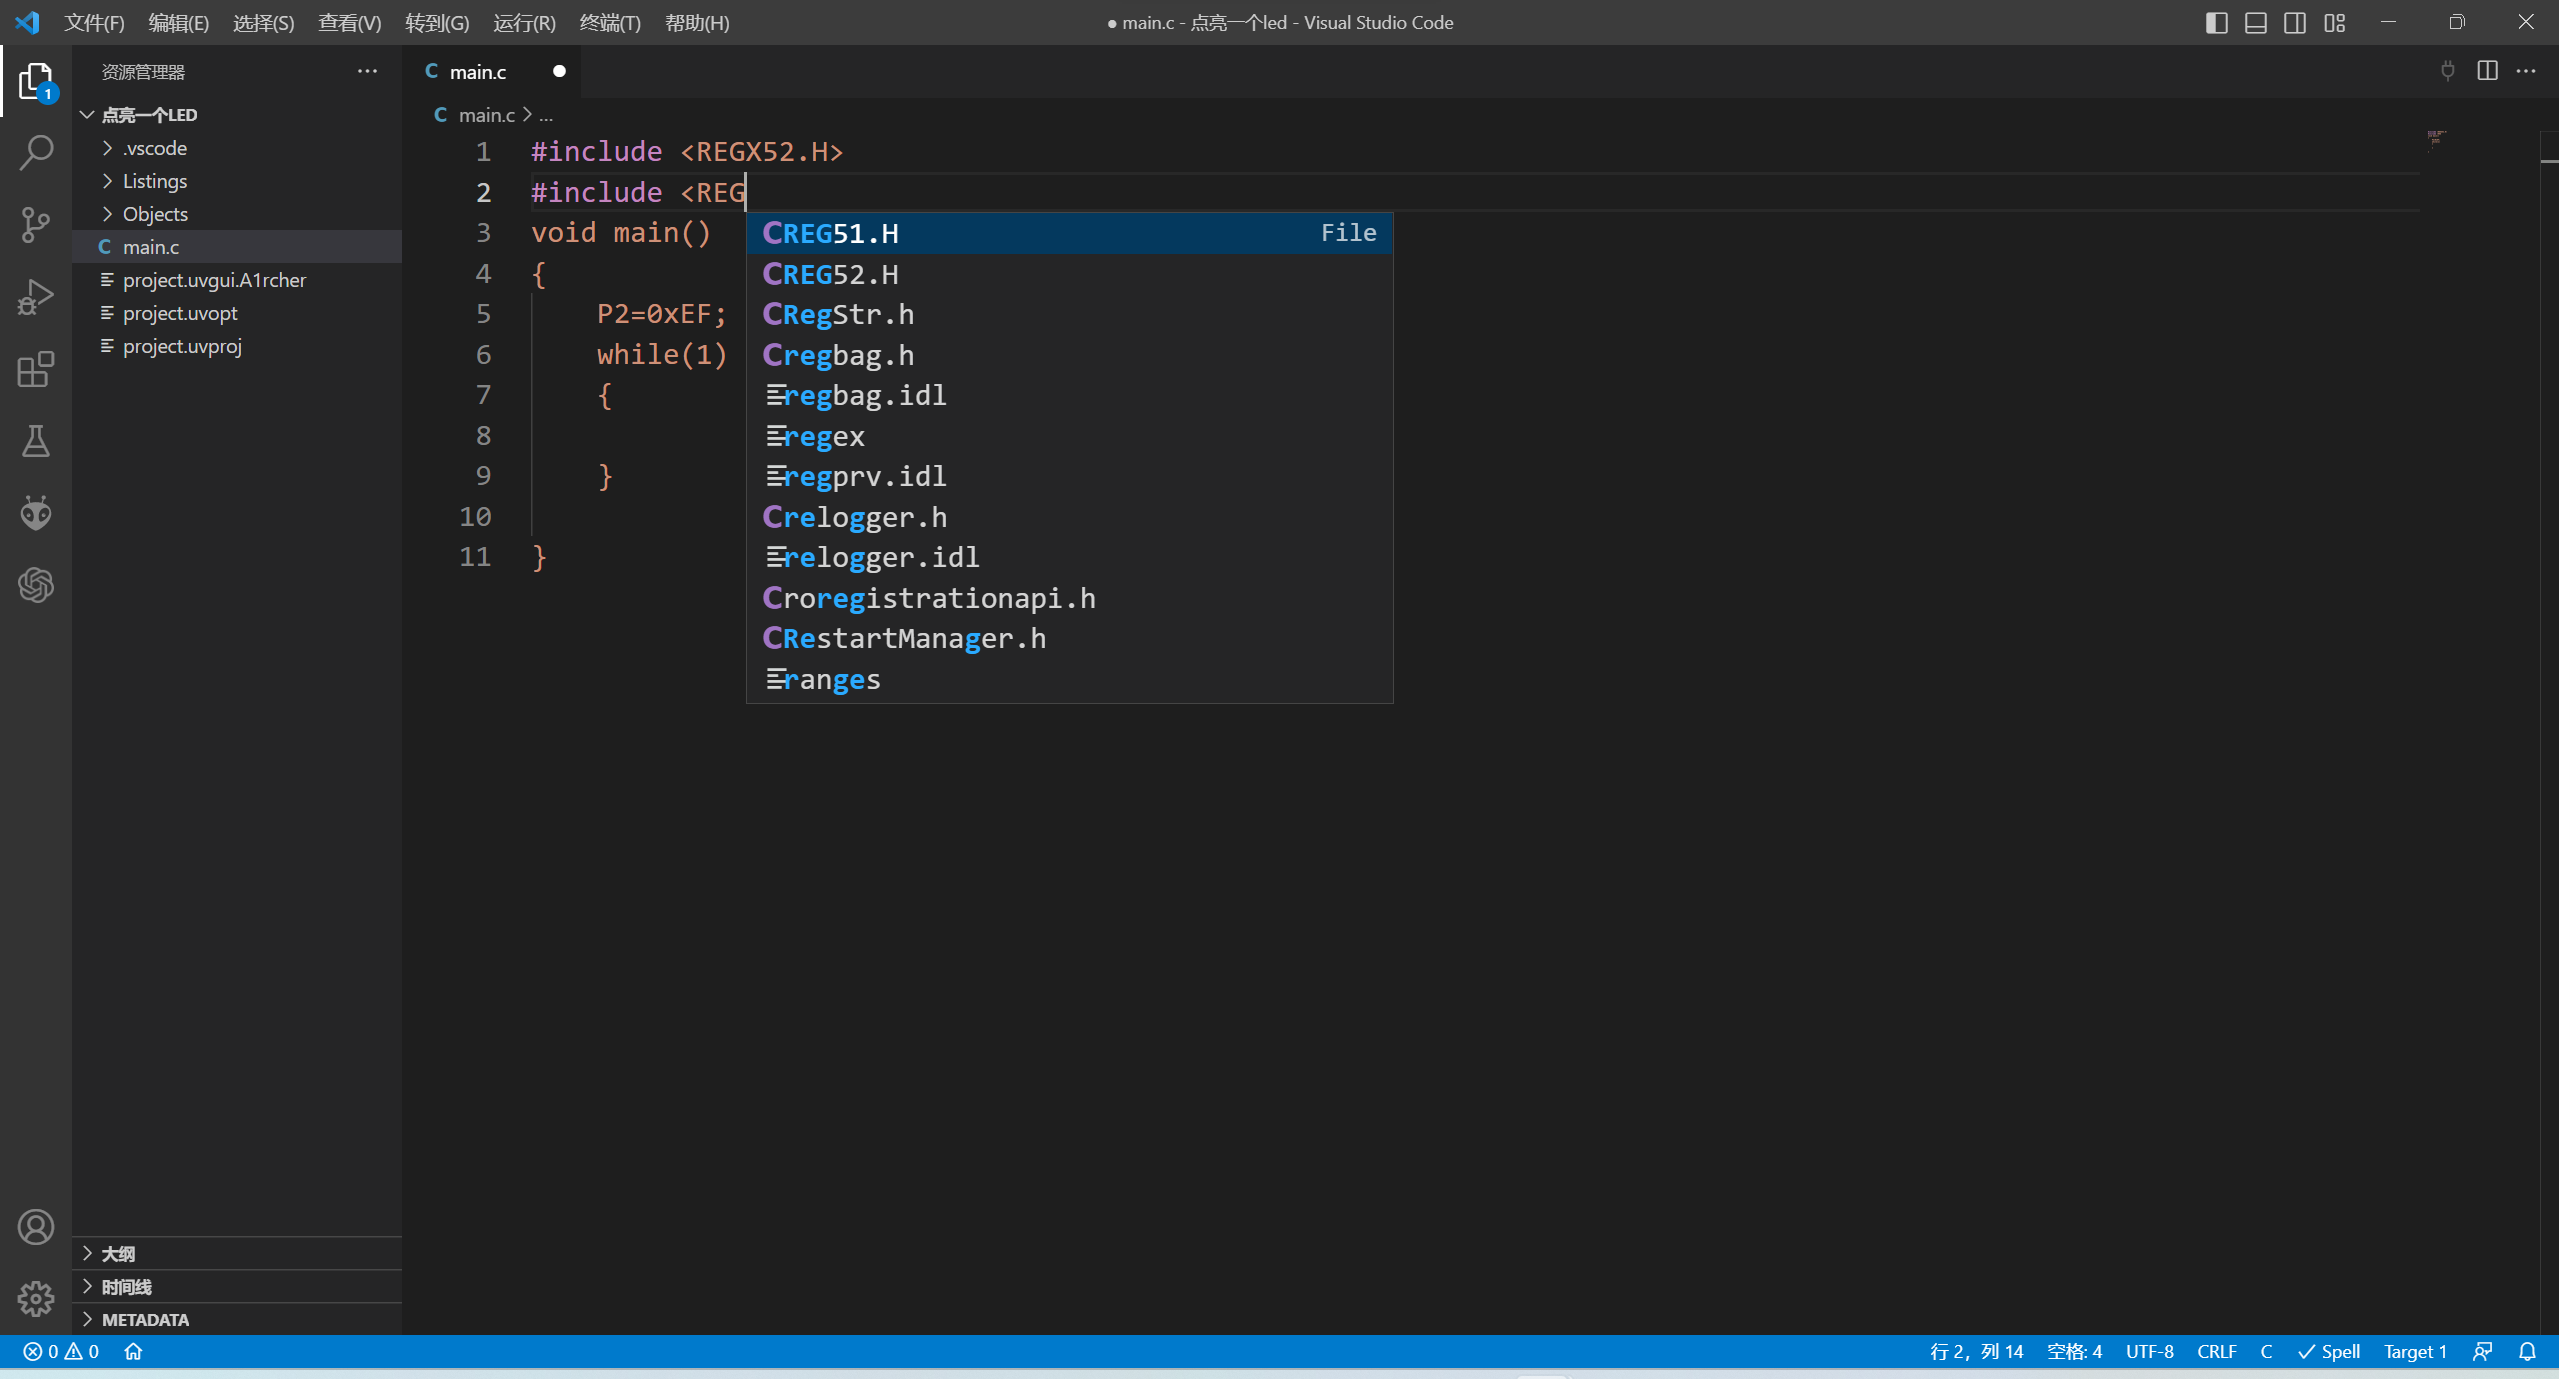 文件(F) 编辑(E) 选择(S) 查看(V) 转到(G) 运行(R) 终端(T) 帮助(H)
● main.c - 点亮一个led - Visual Studio Code
资源管理器
点亮一个LED
.vscode
Listings
Objects
C main.c
project.uvgui.A1rcher
project.uvopt
project.uvproj
大纲
时间线
METADATA
1
C main.c
C main.c > ...
1 #include <REGX52.H>
2 #include <REG
3 void main()
4 {
5 P2=0xEF;
6 while(1)
7 {
8
9 }
10
11 }
C REG51.H File
C REG52.H
C RegStr.h
C regbag.h
regbag.idl
regex
regprv.idl
C relogger.h
relogger.idl
C roregistrationapi.h
C RestartManager.h
ranges
0 0
行 2，列 14 空格: 4 UTF-8 CRLF C Spell Target 1